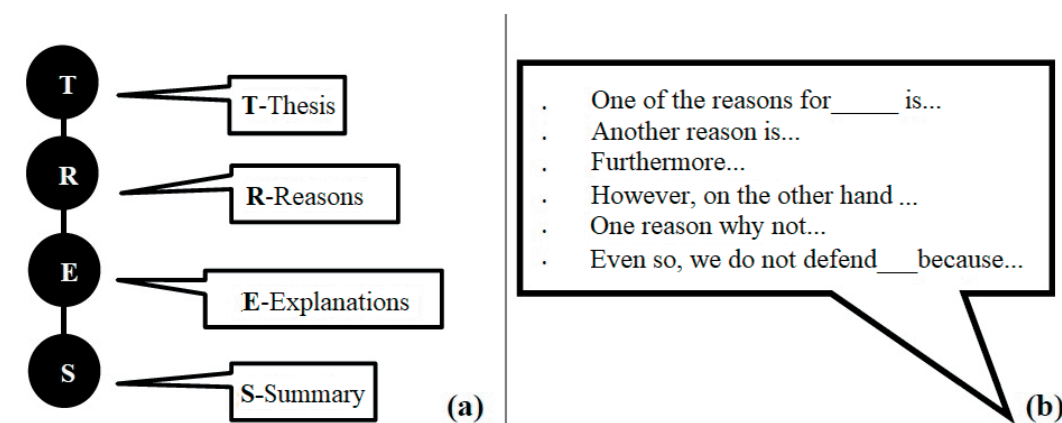 T
T-Thesis
R
R-Reasons
E
E-Explanations
S
S-Summary
(a)
. One of the reasons for_____ is...
. Another reason is...
. Furthermore...
. However, on the other hand ...
. One reason why not...
. Even so, we do not defend___because...
(b)